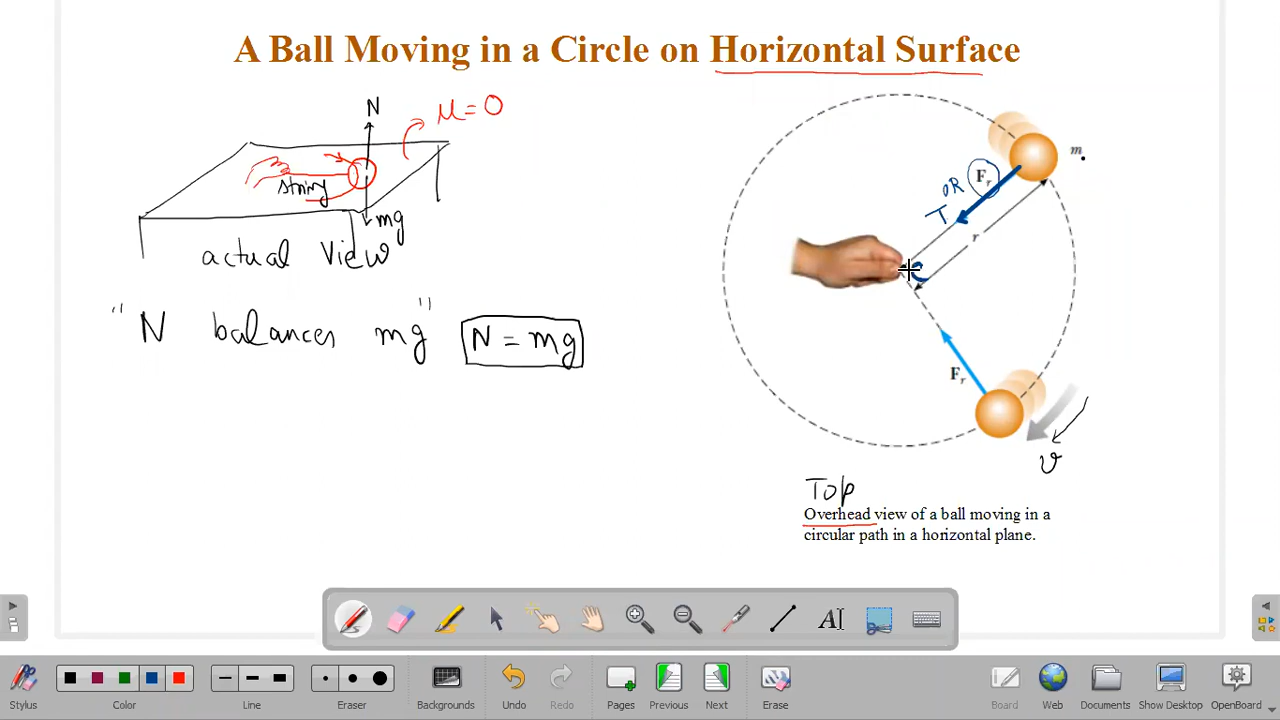 A Ball Moving in a Circle on Horizontal Surface
N
μ = 0
string
mg
actual View
"N balances mg" N = mg
m
OR
T
Fr
r
Fr
v
Top
Overhead view of a ball moving in a
circular path in a horizontal plane.
Stylus
Color
Line
Eraser
Backgrounds
Undo
Redo
Pages
Previous
Next
Erase
Board
Web
Documents
Show Desktop
OpenBoard